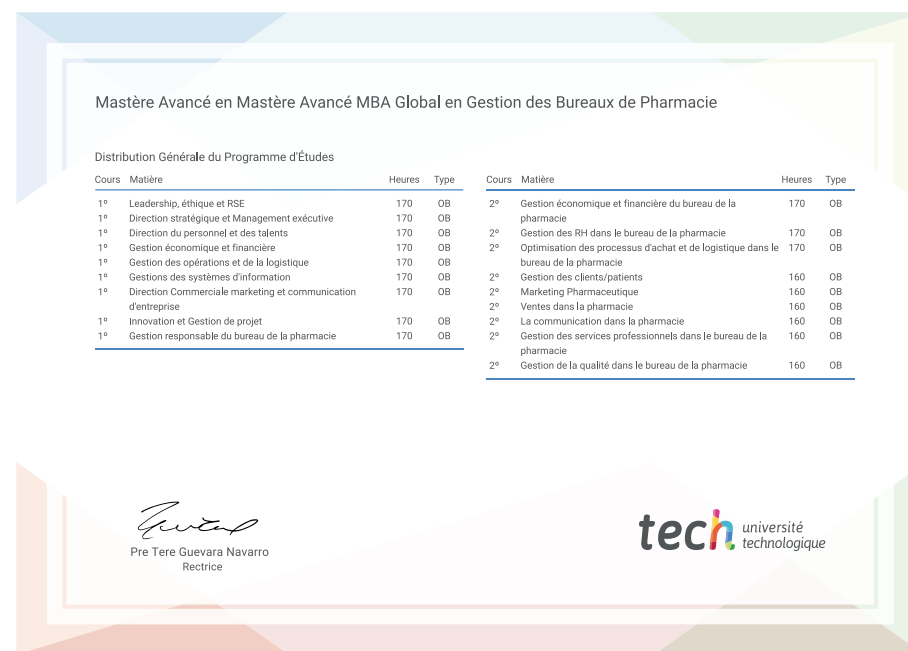 Mastère Avancé en Mastère Avancé MBA Global en Gestion des Bureaux de Pharmacie
Distribution Générale du Programme d'Études
Cours Matière Heures Type
1º Leadership, éthique et RSE 170 OB
1º Direction stratégique et Management exécutive 170 OB
1º Direction du personnel et des talents 170 OB
1º Gestion économique et financière 170 OB
1º Gestion des opérations et de la logistique 170 OB
1º Gestions des systèmes d'information 170 OB
1º Direction Commerciale marketing et communication 170 OB
d'entreprise
1º Innovation et Gestion de projet 170 OB
1º Gestion responsable du bureau de la pharmacie 170 OB
Cours Matière Heures Type
2º Gestion économique et financière du bureau de la 170 OB
pharmacie
2º Gestion des RH dans le bureau de la pharmacie 170 OB
2º Optimisation des processus d'achat et de logistique dans le 170 OB
bureau de la pharmacie
2º Gestion des clients/patients 160 OB
2º Marketing Pharmaceutique 160 OB
2º Ventes dans la pharmacie 160 OB
2º La communication dans la pharmacie 160 OB
2º Gestion des services professionnels dans le bureau de la 160 OB
pharmacie
2º Gestion de la qualité dans le bureau de la pharmacie 160 OB
Pre Tere Guevara Navarro
Rectrice
tech université
technologique